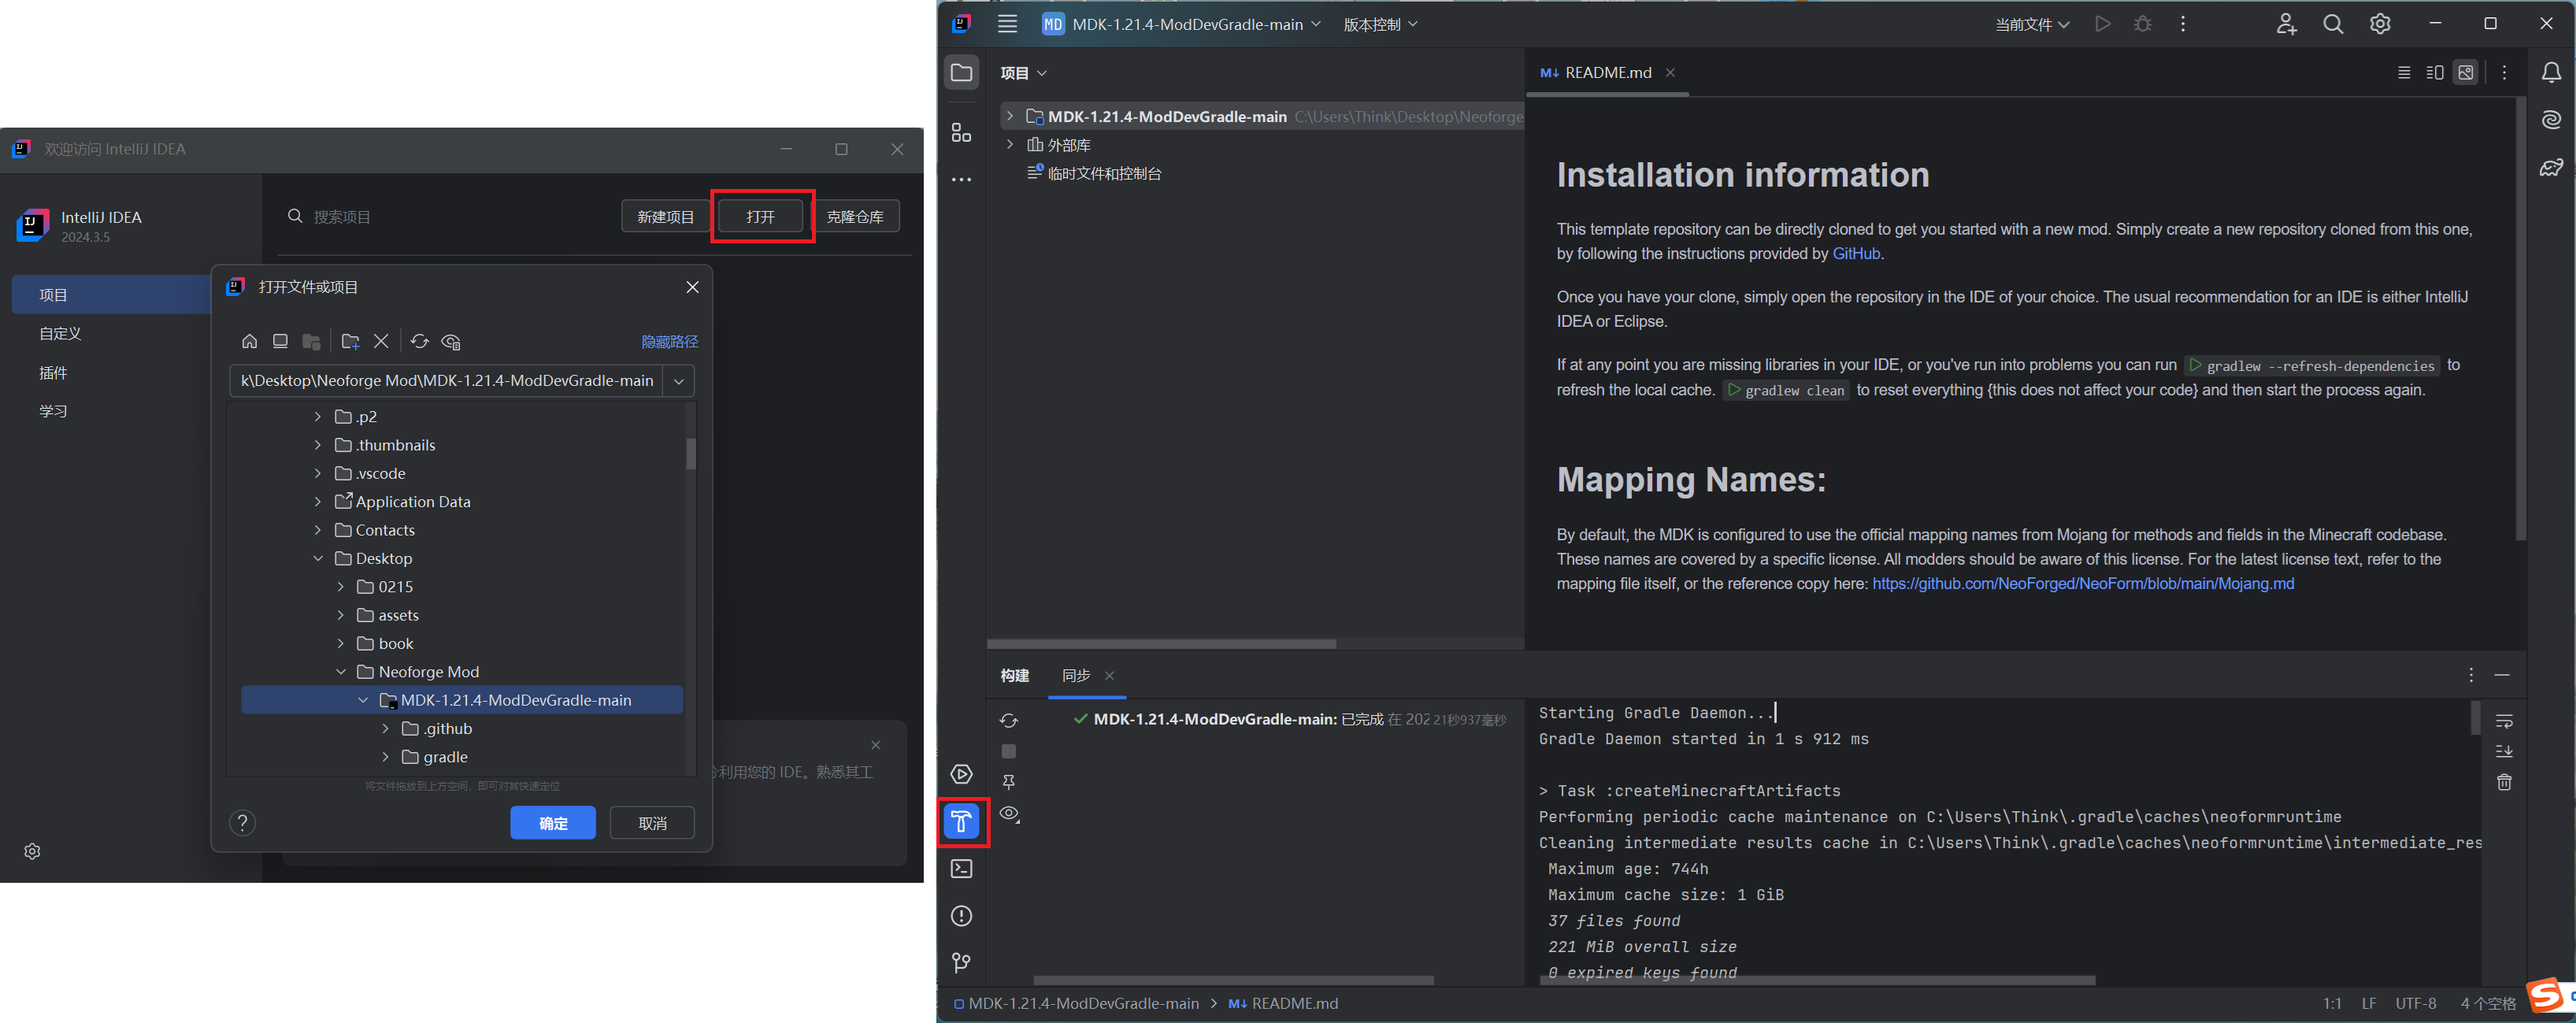 欢迎访问 IntelliJ IDEA
IntelliJ IDEA
2024.3.5
搜索项目
新建项目
打开
克隆仓库
项目
自定义
插件
学习
打开文件或项目
隐藏路径
k\Desktop\Neoforge Mod\MDK-1.21.4-ModDevGradle-main
.p2
.thumbnails
.vscode
Application Data
Contacts
Desktop
0215
assets
book
Neoforge Mod
MDK-1.21.4-ModDevGradle-main
.github
gradle
将文件拖放到上方空间，即可对其快速定位
利用您的 IDE。熟悉其工
?
确定
取消
MD MDK-1.21.4-ModDevGradle-main
版本控制
当前文件
项目
MDK-1.21.4-ModDevGradle-main C:\Users\Think\Desktop\Neoforge
外部库
临时文件和控制台
M↓ README.md
Installation information
This template repository can be directly cloned to get you started with a new mod. Simply create a new repository cloned from this one,
by following the instructions provided by GitHub.
Once you have your clone, simply open the repository in the IDE of your choice. The usual recommendation for an IDE is either IntelliJ
IDEA or Eclipse.
If at any point you are missing libraries in your IDE, or you've run into problems you can run gradlew --refresh-dependencies to
refresh the local cache. gradlew clean to reset everything {this does not affect your code} and then start the process again.
Mapping Names:
By default, the MDK is configured to use the official mapping names from Mojang for methods and fields in the Minecraft codebase.
These names are covered by a specific license. All modders should be aware of this license. For the latest license text, refer to the
mapping file itself, or the reference copy here: https://github.com/NeoForged/NeoForm/blob/main/Mojang.md
构建
同步
MDK-1.21.4-ModDevGradle-main: 已完成 在 202 21秒937毫秒
Starting Gradle Daemon...
Gradle Daemon started in 1 s 912 ms
> Task :createMinecraftArtifacts
Performing periodic cache maintenance on C:\Users\Think\.gradle\caches\neoformruntime
Cleaning intermediate results cache in C:\Users\Think\.gradle\caches\neoformruntime\intermediate_res
Maximum age: 744h
Maximum cache size: 1 GiB
37 files found
221 MiB overall size
0 expired keys found
MDK-1.21.4-ModDevGradle-main > M↓ README.md
1:1 LF UTF-8 4 个空格